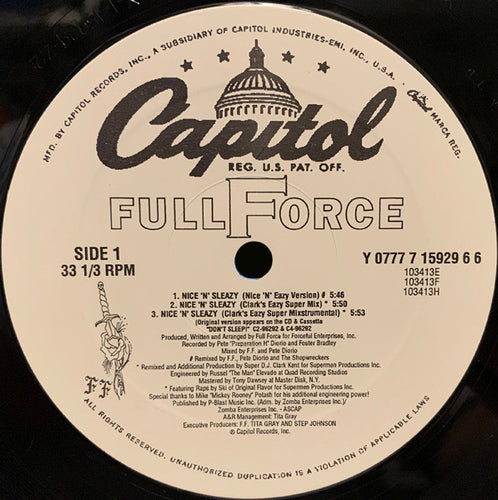 MFD. BY CAPITOL RECORDS, INC., A SUBSIDIARY OF CAPITOL INDUSTRIES-EMI, INC., U.S.A. · Capitol MARCA REG.
Capitol
REG. U.S. PAT. OFF.
FULL FORCE
SIDE 1
33 1/3 RPM
Y 0777 7 15929 6 6
103413E
103413F
103413H
1. NICE 'N' SLEAZY (Nice 'N' Eazy Version) # 5:46
2. NICE 'N' SLEAZY (Clark's Eazy Super Mix) * 5:50
3. NICE 'N' SLEAZY (Clark's Eazy Super Mixstrumental) * 5:53
(Original version appears on the CD & Cassetta
"DON'T SLEEP!" C2-96292 & C4-96292)
Produced, Written and Arranged by Full Force for Forceful Enterprises, Inc.
Recorded by Pete "Preparation H" Diorio and Foster Bradley
Mixed by F.F. and Pete Diorio
# Remixed by F.F., Pete Diorio and The Shopwreckers
* Remixed and Additional Production by Super D.J. Clark Kent for Supermen Productions Inc.
Engineered by Russel "The Man" Elevado at Quad Recording Studios
Mastered by Tony Dawsey at Master Disk, N.Y.
* Featuring Raps by Ski of Original Flavor for Supermen Productions Inc.
Special thanks to Mike "Mickey Rooney" Potash for his additional engineering power!
Published by P-Blast Music Inc. (Adm. by Zomba Enterprises Inc.)/
Zomba Enterprises Inc. - ASCAP
A&R Management: Tita Gray
Executive Producers: F.F. TITA GRAY AND STEP JOHNSON
© Capitol Records, Inc.
FF
ALL RIGHTS RESERVED. UNAUTHORIZED DUPLICATION IS A VIOLATION OF APPLICABLE LAWS